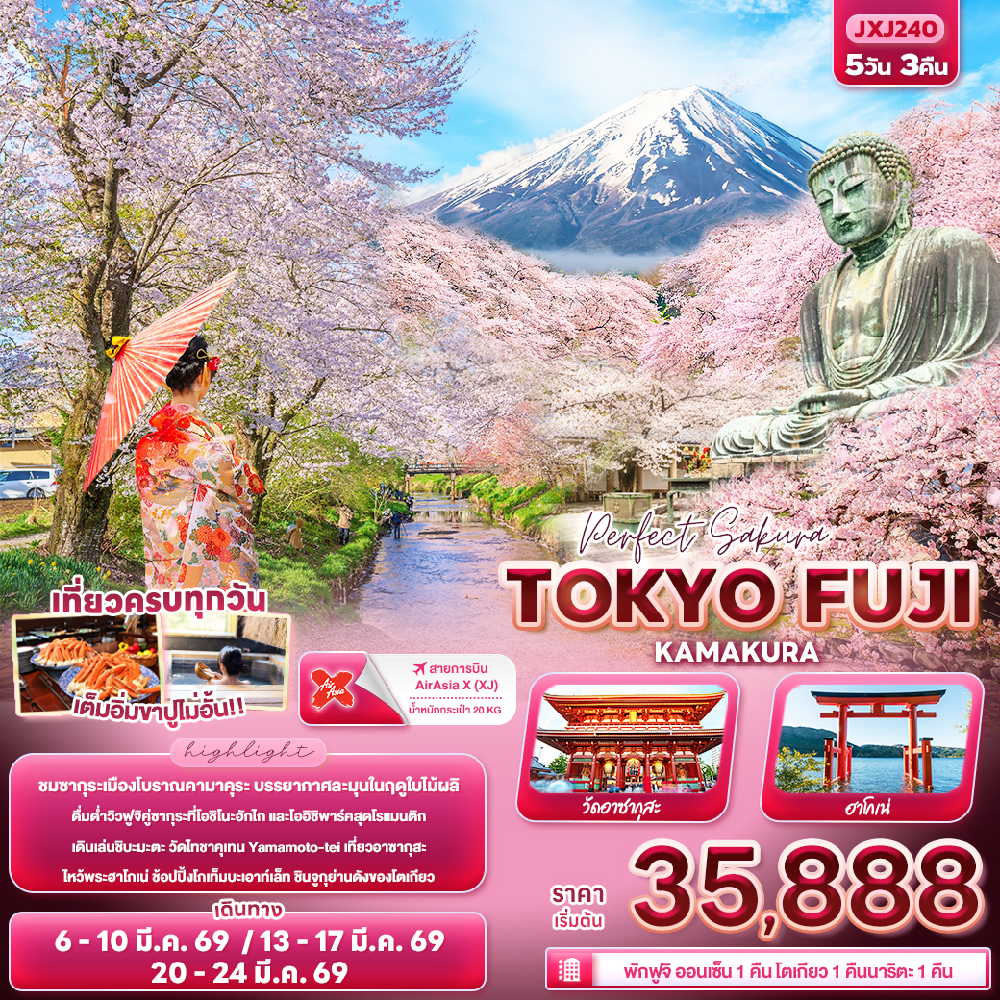 JXJ240
5วัน 3คืน
Perfect Sakura
TOKYO FUJI
KAMAKURA
เที่ยวครบทุกวัน
เต็มอิ่มขาปูไม่อั้น!!
Air Asia X
สายการบิน
AirAsia X (XJ)
น้ำหนักกระเป๋า 20 KG
วัดอาซากุสะ
ฮาโกเน่
highlight
ชมซากุระเมืองโบราณคามาคุระ บรรยากาศละมุนในฤดูใบไม้ผลิ
ดื่มด่ำวิวฟูจิคู่ซากุระที่โอชิโนะฮักไก และโออิชิพาร์คสุดโรแมนติก
เดินเล่นชิบะมะตะ วัดไทชาคุเทน Yamamoto-tei เที่ยวอาซากุสะ
ไหว้พระฮาโกเน่ ช้อปปิ้งโกเท็มบะเอาท์เล็ท ชินจูกุย่านดังของโตเกียว
เดินทาง
6 - 10 มี.ค. 69 / 13 - 17 มี.ค. 69
20 - 24 มี.ค. 69
ราคา
เริ่มต้น
35,888
พักฟูจิ ออนเซ็น 1 คืน โตเกียว 1 คืนนาริตะ 1 คืน